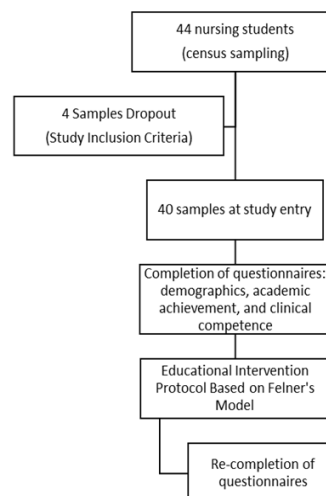 44 nursing students
(census sampling)
4 Samples Dropout
(Study Inclusion Criteria)
40 samples at study entry
Completion of questionnaires:
demographics, academic
achievement, and clinical
competence
Educational Intervention
Protocol Based on Felner's
Model
Re-completion of
questionnaires